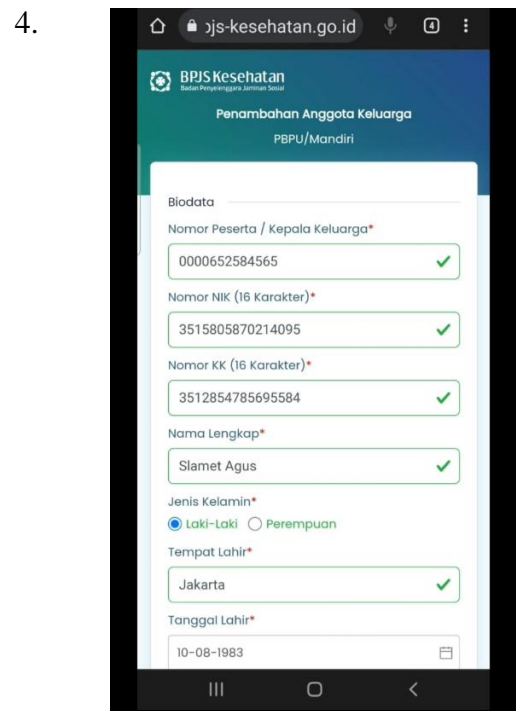 4.
ojs-kesehatan.go.id
4
BPJS Kesehatan
Badan Penyelenggara Jaminan Sosial
Penambahan Anggota Keluarga
PBPU/Mandiri
Biodata
Nomor Peserta / Kepala Keluarga*
0000652584565
Nomor NIK (16 Karakter)*
3515805870214095
Nomor KK (16 Karakter)*
3512854785695584
Nama Lengkap*
Slamet Agus
Jenis Kelamin*
Laki-Laki Perempuan
Tempat Lahir*
Jakarta
Tanggal Lahir*
10-08-1983